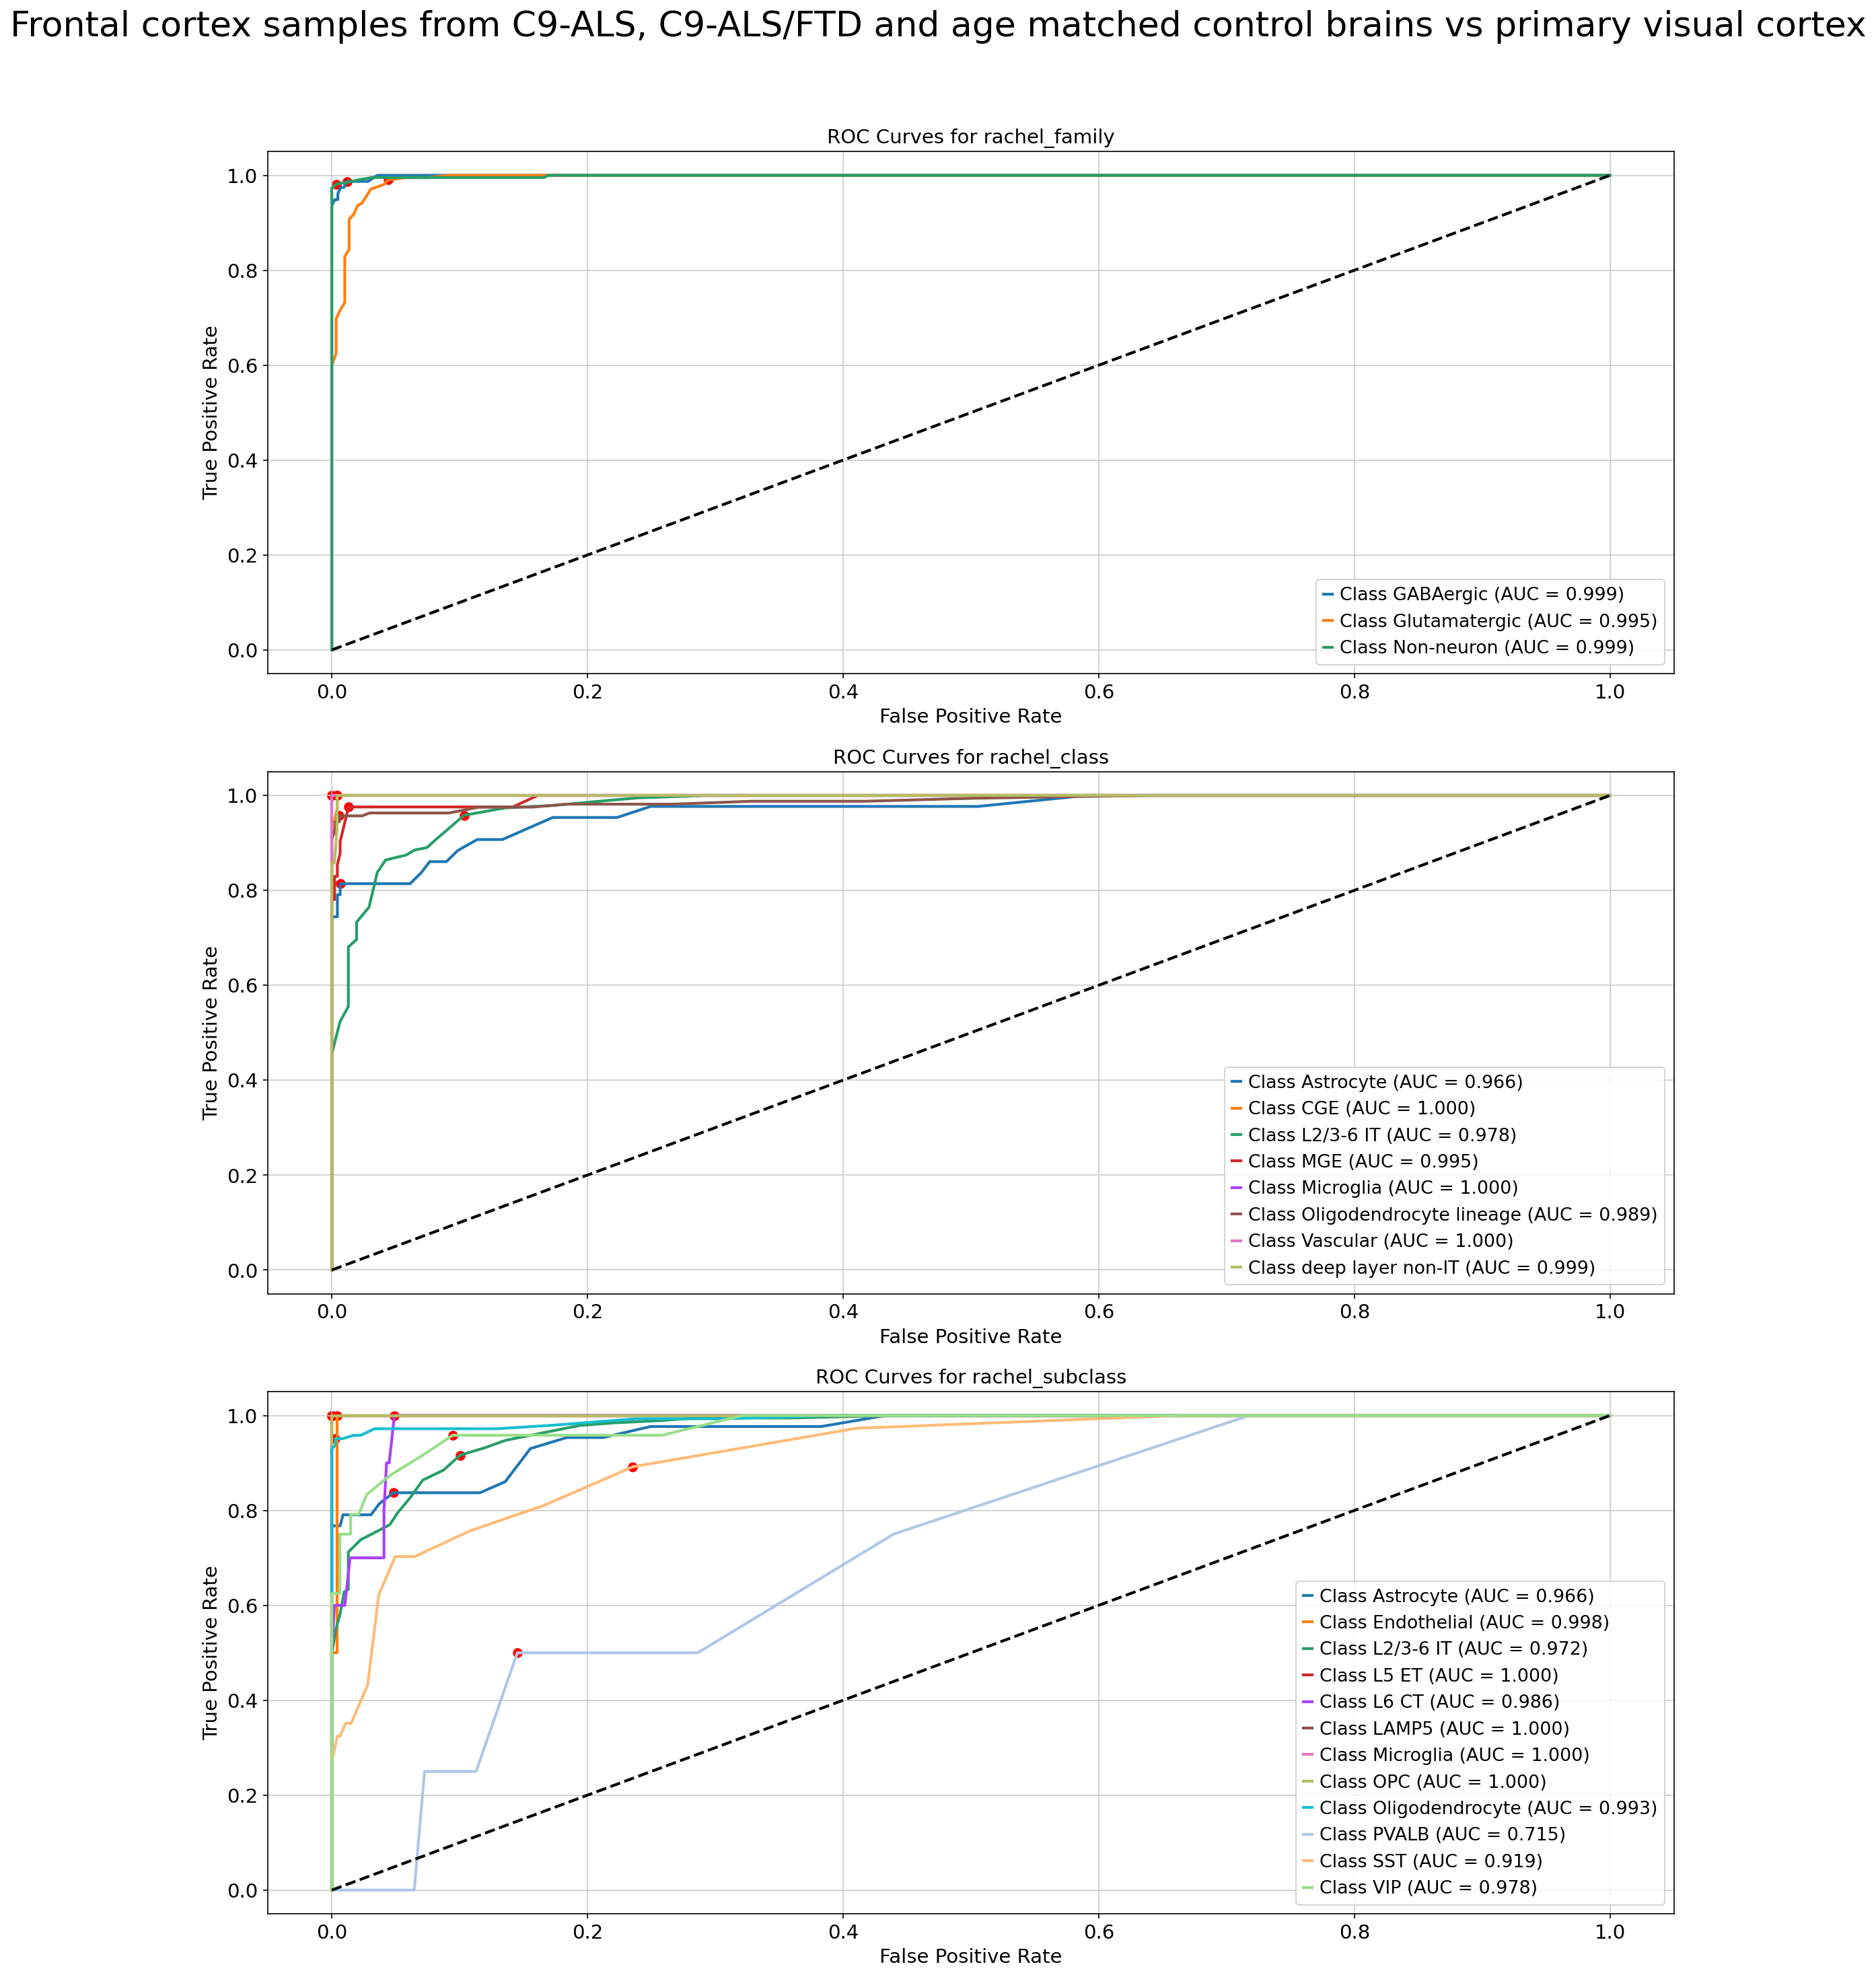 Frontal cortex samples from C9-ALS, C9-ALS/FTD and age matched control brains vs primary visual cortex
ROC Curves for rachel_family
True Positive Rate
1.0
0.8
0.6
0.4
0.2
0.0
Class GABAergic (AUC = 0.999)
Class Glutamatergic (AUC = 0.995)
Class Non-neuron (AUC = 0.999)
0.0 0.2 0.4 0.6 0.8 1.0
False Positive Rate
ROC Curves for rachel_class
True Positive Rate
1.0
0.8
0.6
0.4
0.2
0.0
Class Astrocyte (AUC = 0.966)
Class CGE (AUC = 1.000)
Class L2/3-6 IT (AUC = 0.978)
Class MGE (AUC = 0.995)
Class Microglia (AUC = 1.000)
Class Oligodendrocyte lineage (AUC = 0.989)
Class Vascular (AUC = 1.000)
Class deep layer non-IT (AUC = 0.999)
0.0 0.2 0.4 0.6 0.8 1.0
False Positive Rate
ROC Curves for rachel_subclass
True Positive Rate
1.0
0.8
0.6
0.4
0.2
0.0
Class Astrocyte (AUC = 0.966)
Class Endothelial (AUC = 0.998)
Class L2/3-6 IT (AUC = 0.972)
Class L5 ET (AUC = 1.000)
Class L6 CT (AUC = 0.986)
Class LAMP5 (AUC = 1.000)
Class Microglia (AUC = 1.000)
Class OPC (AUC = 1.000)
Class Oligodendrocyte (AUC = 0.993)
Class PVALB (AUC = 0.715)
Class SST (AUC = 0.919)
Class VIP (AUC = 0.978)
0.0 0.2 0.4 0.6 0.8 1.0
False Positive Rate